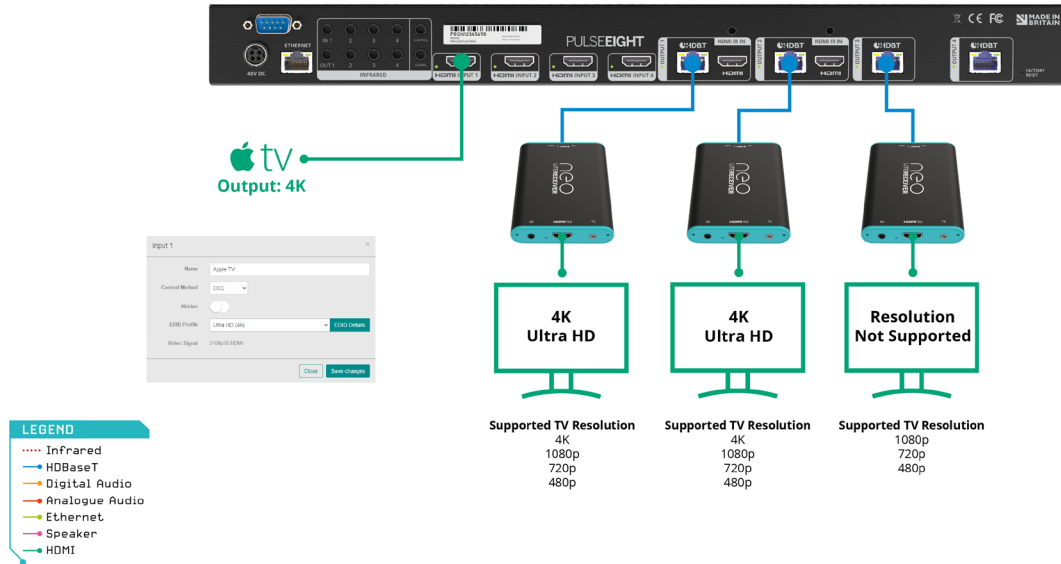 MADE IN
BRITAIN
PULSEEIGHT
ETHERNET
48V DC
IN 1 2 3 4
OUT 1 2 3 4
INFRARED
HDMI INPUT 1
HDMI INPUT 2
HDMI INPUT 3
HDMI INPUT 4
OUTPUT 1
HDBT
HDMI IR IN
HDMI
OUTPUT 2
HDBT
HDMI IR IN
HDMI
OUTPUT 3
HDBT
OUTPUT 4
HDBT
FACTORY
RESET
tv
Output: 4K
neo
neo
neo
Input 1
Name Apple TV
Control Method CEC
Hidden
EDID Profile Ultra HD (4K) EDID Details
Video Signal
Close Save changes
4K
Ultra HD
4K
Ultra HD
Resolution
Not Supported
Supported TV Resolution
4K
1080p
720p
480p
Supported TV Resolution
4K
1080p
720p
480p
Supported TV Resolution
1080p
720p
480p
LEGEND
Infrared
HDBaseT
Digital Audio
Analogue Audio
Ethernet
Speaker
HDMI